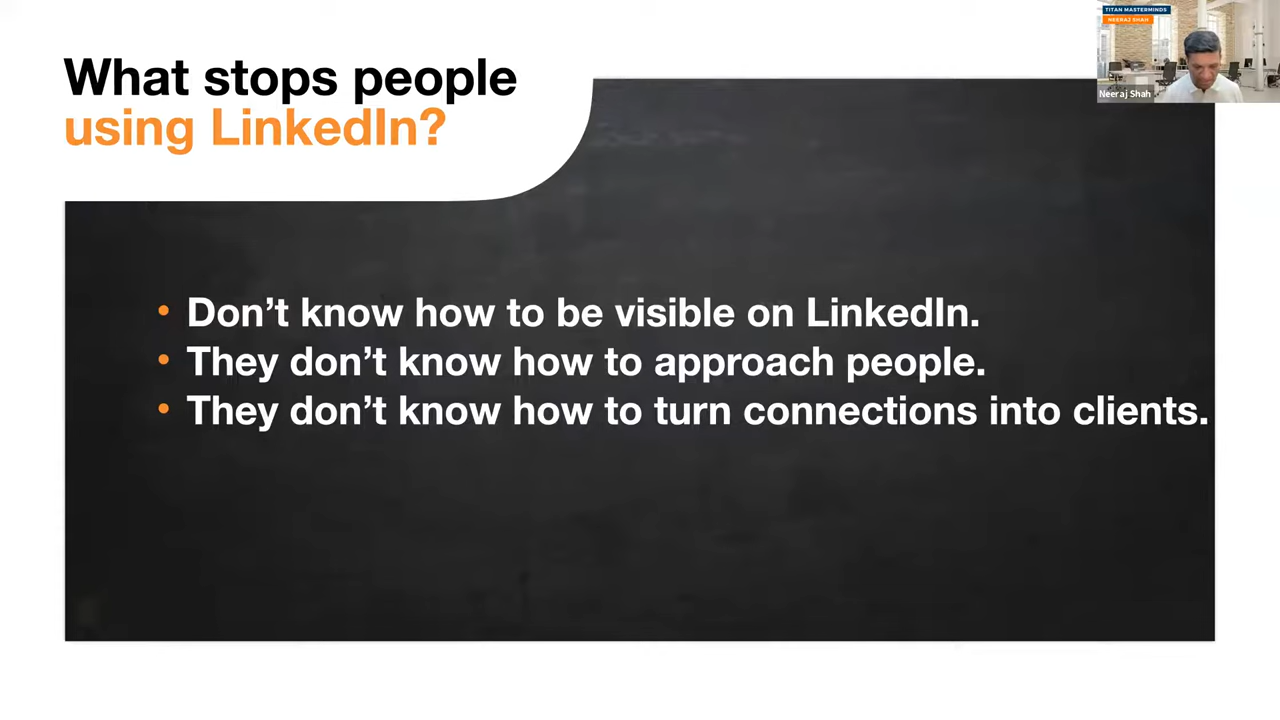 What stops people
using LinkedIn?
• Don't know how to be visible on LinkedIn.
• They don't know how to approach people.
• They don't know how to turn connections into clients.
TITAN MASTERMINDS
NEERAJ SHAH
Neeraj Shah